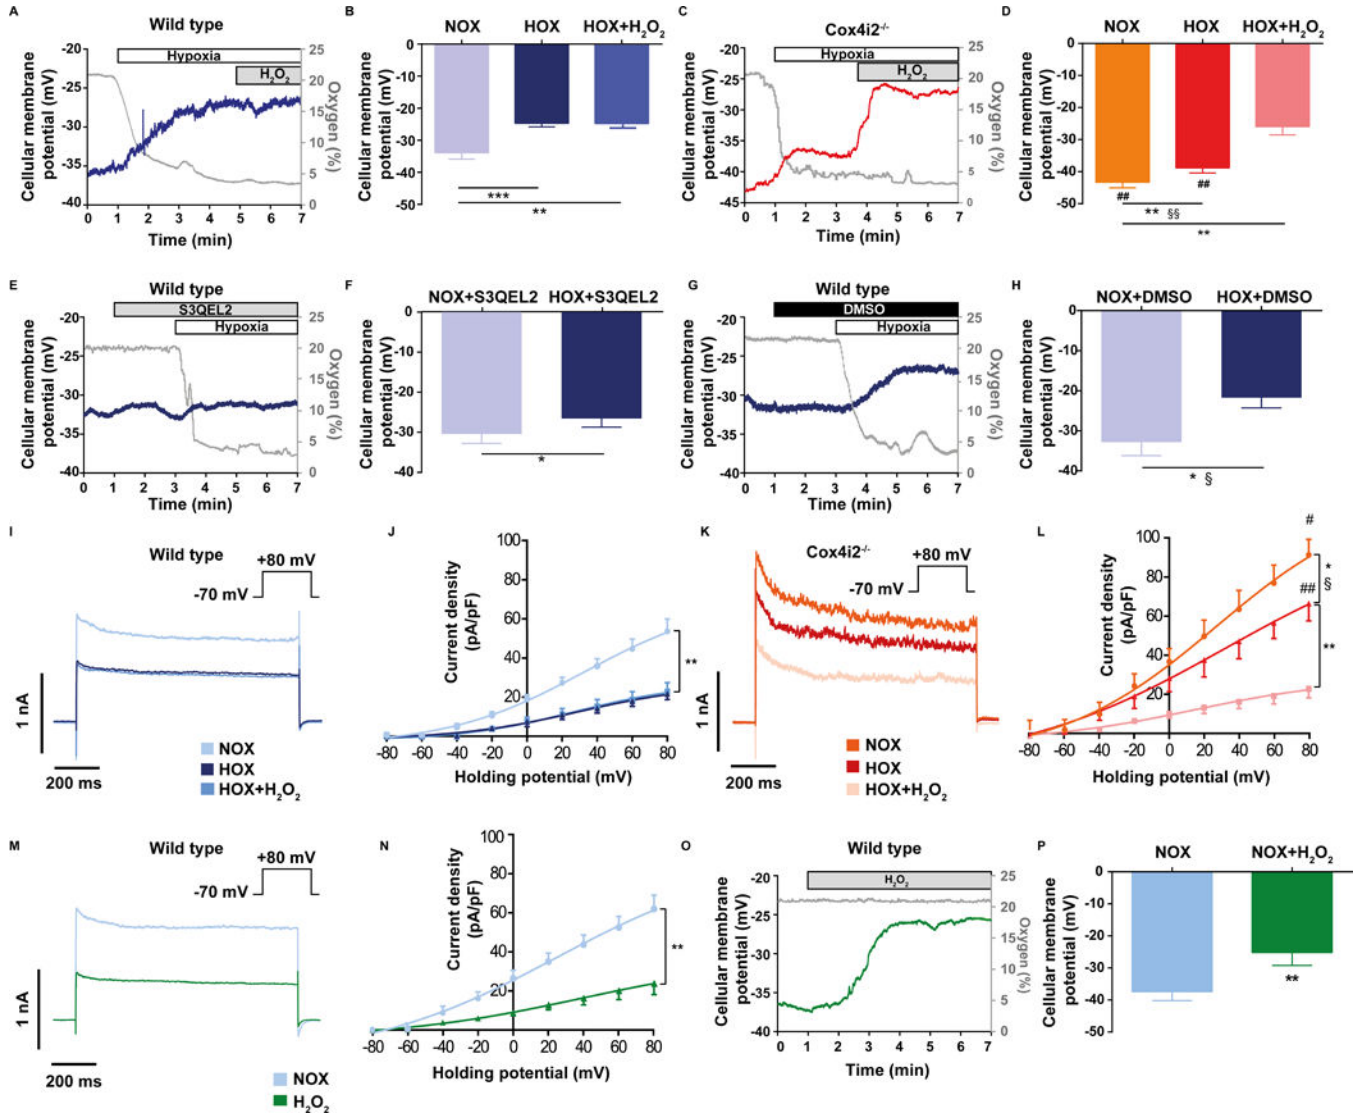 A
Wild type
Hypoxia
H₂O₂
Cellular membrane
potential (mV)
-20
-25
-30
-35
-40
25
20
15
10
5
0
Oxygen (%)
0 1 2 3 4 5 6 7
Time (min)
B
NOX HOX HOX+H₂O₂
Cellular membrane
potential (mV)
0
-10
-20
-30
-40
-50
***
**
C
Cox4i2-/-
Hypoxia
H₂O₂
Cellular membrane
potential (mV)
-20
-25
-30
-35
-40
-45
25
20
15
10
5
0
Oxygen (%)
0 1 2 3 4 5 6 7
Time (min)
D
NOX HOX HOX+H₂O₂
Cellular membrane
potential (mV)
0
-10
-20
-30
-40
-50
## ##
** §§
**
E
Wild type
S3QEL2
Hypoxia
Cellular membrane
potential (mV)
-20
-25
-30
-35
-40
25
20
15
10
5
0
Oxygen (%)
0 1 2 3 4 5 6 7
Time (min)
F
NOX+S3QEL2 HOX+S3QEL2
Cellular membrane
potential (mV)
0
-10
-20
-30
-40
*
G
Wild type
DMSO
Hypoxia
Cellular membrane
potential (mV)
-20
-25
-30
-35
-40
25
20
15
10
5
0
Oxygen (%)
0 1 2 3 4 5 6 7
Time (min)
H
NOX+DMSO HOX+DMSO
Cellular membrane
potential (mV)
0
-10
-20
-30
-40
* §
I
Wild type
+80 mV
-70 mV
1 nA
200 ms
NOX
HOX
HOX+H₂O₂
J
Current density
(pA/pF)
100
80
60
40
20
**
-80 -60 -40 -20 0 20 40 60 80
Holding potential (mV)
K
Cox4i2-/-
+80 mV
-70 mV
1 nA
200 ms
NOX
HOX
HOX+H₂O₂
L
Current density
(pA/pF)
100
80
60
40
20
#
*
§
##
**
-80 -60 -40 -20 0 20 40 60 80
Holding potential (mV)
M
Wild type
+80 mV
-70 mV
1 nA
200 ms
NOX
H₂O₂
N
Current density
(pA/pF)
100
80
60
40
20
**
-80 -60 -40 -20 0 20 40 60 80
Holding potential (mV)
O
Wild type
H₂O₂
Cellular membrane
potential (mV)
-20
-25
-30
-35
-40
25
20
15
10
5
0
Oxygen (%)
0 1 2 3 4 5 6 7
Time (min)
P
NOX NOX+H₂O₂
Cellular membrane
potential (mV)
0
-10
-20
-30
-40
-50
**